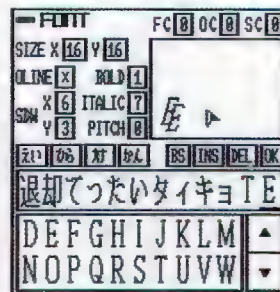 FONT FC 0 OC 0 SC 0
SIZE X 16 Y 16
OLINE X BOLD 1
SDW X 6 ITALIC 7
Y 3 PITCH 0
E
えい ひら カナ かん BS INS DEL OK
退却てったいタイキョTE
DEFGHIJKLM ▲
NOPQRSTUVW ▼